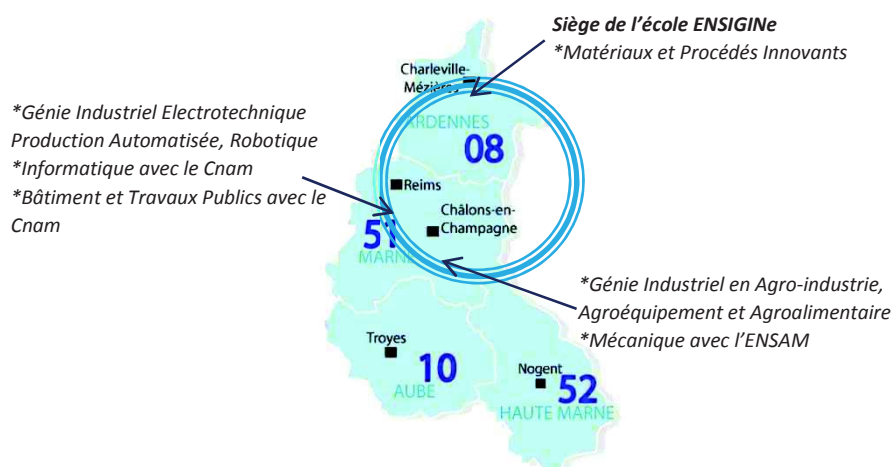 Siège de l'école ENSIGINe
*Matériaux et Procédés Innovants
Charleville-
Mézières
ARDENNES
08
*Génie Industriel Electrotechnique
Production Automatisée, Robotique
*Informatique avec le Cnam
*Bâtiment et Travaux Publics avec le
Cnam
Reims
Châlons-en-
Champagne
51
MARNE
*Génie Industriel en Agro-industrie,
Agroéquipement et Agroalimentaire
*Mécanique avec l'ENSAM
Troyes
10
AUBE
Nogent
52
HAUTE MARNE